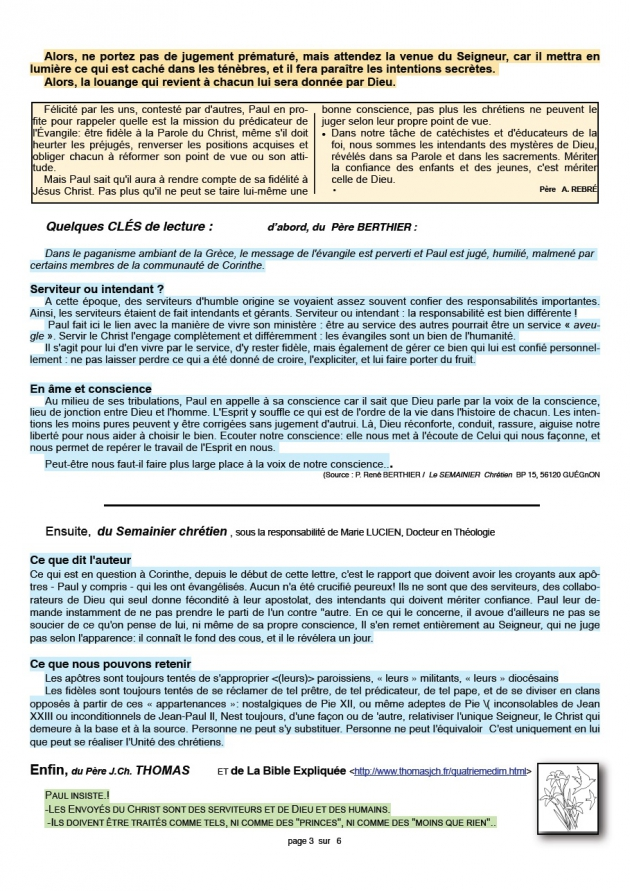 Alors, ne portez pas de jugement prématuré, mais attendez la venue du Seigneur, car il mettra en
lumière ce qui est caché dans les ténèbres, et il fera paraître les intentions secrètes.
Alors, la louange qui revient à chacun lui sera donnée par Dieu.
Félicité par les uns, contesté par d'autres, Paul en pro-
fite pour rappeler quelle est la mission du prédicateur de
l'Évangile: être fidèle à la Parole du Christ, même s'il doit
heurter les préjugés, renverser les positions acquises et
obliger chacun à réformer son point de vue ou son atti-
tude.
Mais Paul sait qu'il aura à rendre compte de sa fidélité à
Jésus Christ. Pas plus qu'il ne peut se taire lui-même une
bonne conscience, pas plus les chrétiens ne peuvent le
juger selon leur propre point de vue.
• Dans notre tâche de catéchistes et d'éducateurs de la
foi, nous sommes les intendants des mystères de Dieu,
révélés dans sa Parole et dans les sacrements. Mériter
la confiance des enfants et des jeunes, c'est mériter
celle de Dieu.
• Père A. REBRÉ
Quelques CLÉS de lecture : d'abord, du Père BERTHIER :
Dans le paganisme ambiant de la Grèce, le message de l'évangile est perverti et Paul est jugé, humilié, malmené par
certains membres de la communauté de Corinthe.
Serviteur ou intendant ?
A cette époque, des serviteurs d'humble origine se voyaient assez souvent confier des responsabilités importantes.
Ainsi, les serviteurs étaient de fait intendants et gérants. Serviteur ou intendant : la responsabilité est bien différente !
Paul fait ici le lien avec la manière de vivre son ministère : être au service des autres pourrait être un service « aveu-
gle ». Servir le Christ l'engage complètement et différemment : les évangiles sont un bien de l'humanité.
Il s'agit pour lui d'en vivre par le service, d'y rester fidèle, mais également de gérer ce bien qui lui est confié personnel-
lement : ne pas laisser perdre ce qui a été donné de croire, l'expliciter, et lui faire porter du fruit.
En âme et conscience
Au milieu de ses tribulations, Paul en appelle à sa conscience car il sait que Dieu parle par la voix de la conscience,
lieu de jonction entre Dieu et l'homme. L'Esprit y souffle ce qui est de l'ordre de la vie dans l'histoire de chacun. Les inten-
tions les moins pures peuvent y être corrigées sans jugement d'autrui. Là, Dieu réconforte, conduit, rassure, aiguise notre
liberté pour nous aider à choisir le bien. Ecouter notre conscience: elle nous met à l'écoute de Celui qui nous façonne, et
nous permet de repérer le travail de l'Esprit en nous.
Peut-être nous faut-il faire plus large place à la voix de notre conscience...
(Source : P. René BERTHIER / Le SEMAINIER Chrétien BP 15, 56120 GUÉGnON
Ensuite, du Semainier chrétien , sous la responsabilité de Marie LUCIEN, Docteur en Théologie
Ce que dit l'auteur
Ce qui est en question à Corinthe, depuis le début de cette lettre, c'est le rapport que doivent avoir les croyants aux apô-
tres - Paul y compris - qui les ont évangélisés. Aucun n'a été crucifié peureux! Ils ne sont que des serviteurs, des collabo-
rateurs de Dieu qui seul donne fécondité à leur apostolat, des intendants qui doivent mériter confiance. Paul leur de-
mande instamment de ne pas prendre le parti de l'un contre "autre. En ce qui le concerne, il avoue d'ailleurs ne pas se
soucier de ce qu'on pense de lui, ni même de sa propre conscience, Il s'en remet entièrement au Seigneur, qui ne juge
pas selon l'apparence: il connaît le fond des cous, et il le révélera un jour.
Ce que nous pouvons retenir
Les apôtres sont toujours tentés de s'approprier <(leurs)> paroissiens, « leurs » militants, « leurs » diocésains
Les fidèles sont toujours tentés de se réclamer de tel prêtre, de tel prédicateur, de tel pape, et de se diviser en clans
opposés à partir de ces « appartenances »: nostalgiques de Pie XII, ou même adeptes de Pie \( inconsolables de Jean
XXIII ou inconditionnels de Jean-Paul II, Nest toujours, d'une façon ou de 'autre, relativiser l'unique Seigneur, le Christ qui
demeure à la base et à la source. Personne ne peut s'y substituer. Personne ne peut l'équivaloir C'est uniquement en lui
que peut se réaliser l'Unité des chrétiens.
Enfin, du Père J.Ch. THOMAS ET de La Bible Expliquée <http://www.thomasjch.fr/quatriemedim.html>
PAUL INSISTE.!
-LES ENVOYÉS DU CHRIST SONT DES SERVITEURS ET DE DIEU ET DES HUMAINS.
-ILS DOIVENT ÊTRE TRAITÉS COMME TELS, NI COMME DES "PRINCES", NI COMME DES "MOINS QUE RIEN"..
page 3 sur 6